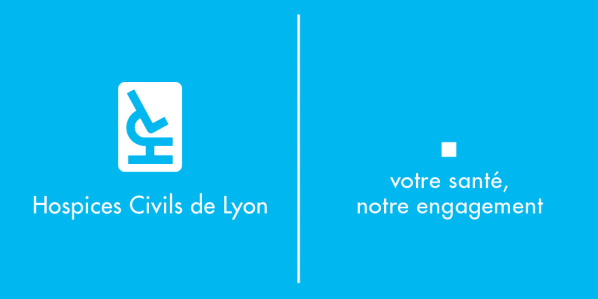 Hospices Civils de Lyon
votre santé,
notre engagement